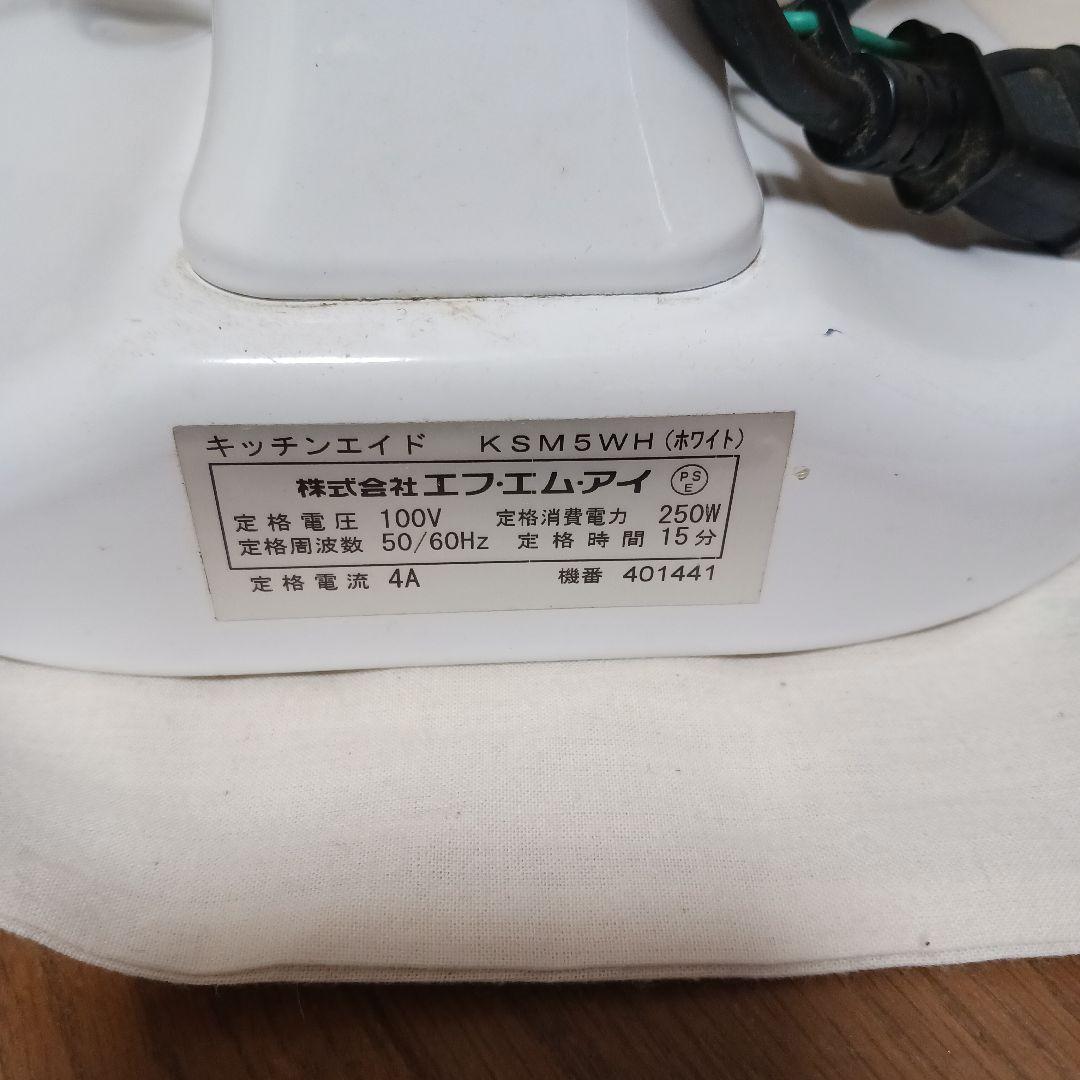 キッチンエイド KSM5WH(ホワイト)
株式会社エフ・エム・アイ PSE
定格電圧 100V 定格消費電力 250W
定格周波数 50/60Hz 定格時間 15分
定格電流 4A 機番 401441